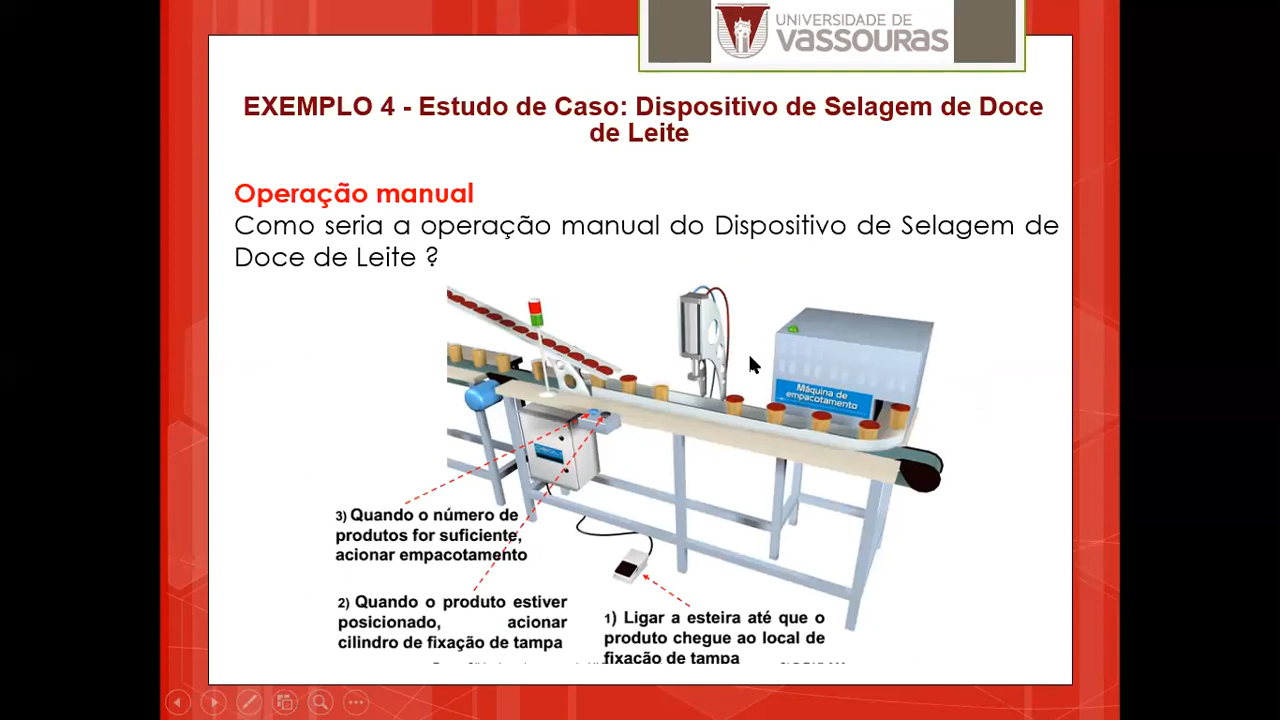 UNIVERSIDADE DE
VASSOURAS
EXEMPLO 4 - Estudo de Caso: Dispositivo de Selagem de Doce
de Leite
Operação manual
Como seria a operação manual do Dispositivo de Selagem de
Doce de Leite ?
Máquina de
empacotamento
3) Quando o número de
produtos for suficiente,
acionar empacotamento
2) Quando o produto estiver
posicionado, acionar
cilindro de fixação de tampa
1) Ligar a esteira até que o
produto chegue ao local de
fixação de tampa